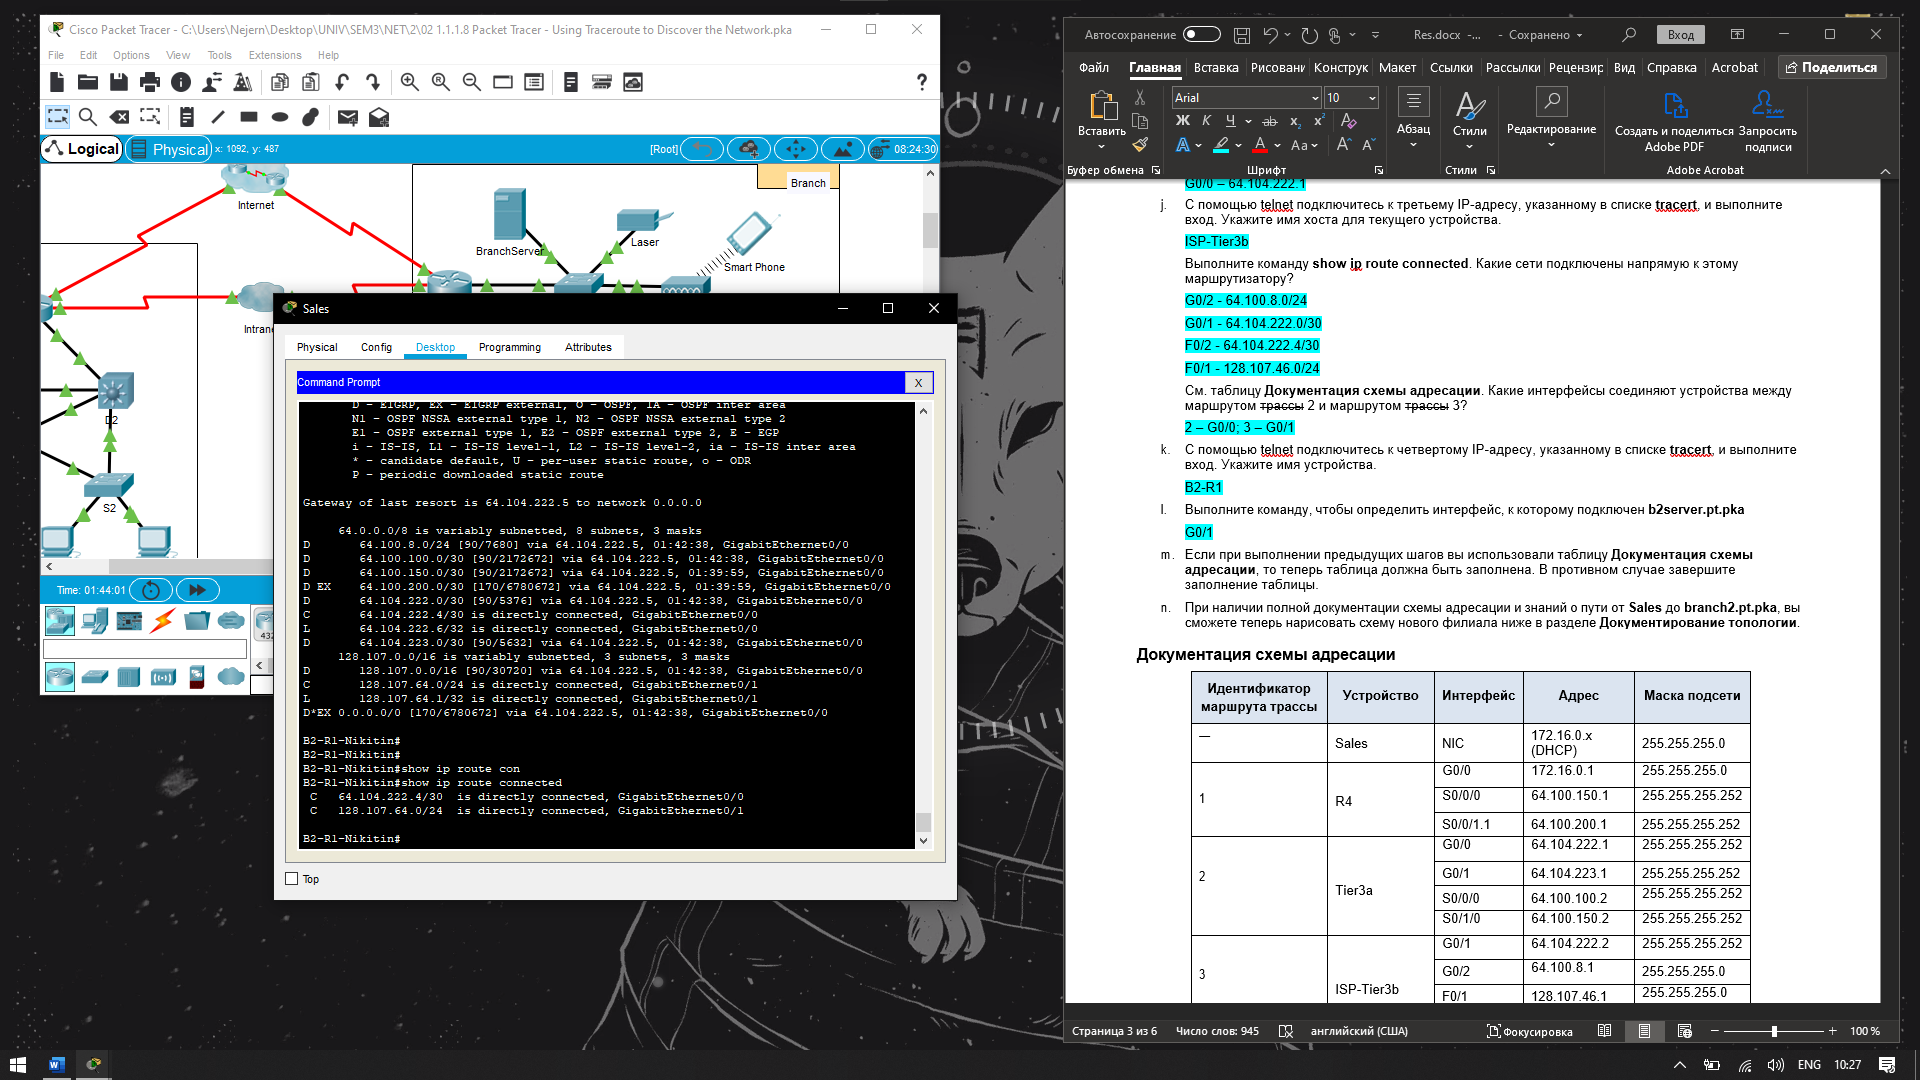 Cisco Packet Tracer - C:\Users\Nejern\Desktop\UNIV\SEM3\NET\2\02 1.1.1.8 Packet Tracer - Using Traceroute to Discover the Network.pka
File Edit Options View Tools Extensions Help
Logical Physical x: 1092, y: 487 [Root] 08:24:30
Branch
Internet
BranchServer
Laser
Smart Phone
Intrane
D2
S2
Time: 01:44:01
432
Sales
Physical Config Desktop Programming Attributes
Command Prompt X
D - EIGRP, EX - EIGRP external, O - OSPF, IA - OSPF inter area
N1 - OSPF NSSA external type 1, N2 - OSPF NSSA external type 2
E1 - OSPF external type 1, E2 - OSPF external type 2, E - EGP
i - IS-IS, L1 - IS-IS level-1, L2 - IS-IS level-2, ia - IS-IS inter area
* - candidate default, U - per-user static route, o - ODR
P - periodic downloaded static route
Gateway of last resort is 64.104.222.5 to network 0.0.0.0
64.0.0.0/8 is variably subnetted, 8 subnets, 3 masks
D 64.100.8.0/24 [90/7680] via 64.104.222.5, 01:42:38, GigabitEthernet0/0
D 64.100.100.0/30 [90/2172672] via 64.104.222.5, 01:42:38, GigabitEthernet0/0
D 64.100.150.0/30 [90/2172672] via 64.104.222.5, 01:39:59, GigabitEthernet0/0
D EX 64.100.200.0/30 [170/6780672] via 64.104.222.5, 01:39:59, GigabitEthernet0/0
D 64.104.222.0/30 [90/5376] via 64.104.222.5, 01:42:38, GigabitEthernet0/0
C 64.104.222.4/30 is directly connected, GigabitEthernet0/0
L 64.104.222.6/32 is directly connected, GigabitEthernet0/0
D 64.104.223.0/30 [90/5632] via 64.104.222.5, 01:42:38, GigabitEthernet0/0
128.107.0.0/16 is variably subnetted, 3 subnets, 3 masks
D 128.107.0.0/16 [90/30720] via 64.104.222.5, 01:42:38, GigabitEthernet0/0
C 128.107.64.0/24 is directly connected, GigabitEthernet0/1
L 128.107.64.1/32 is directly connected, GigabitEthernet0/1
D*EX 0.0.0.0/0 [170/6780672] via 64.104.222.5, 01:42:38, GigabitEthernet0/0
B2-R1-Nikitin#
B2-R1-Nikitin#
B2-R1-Nikitin#show ip route con
B2-R1-Nikitin#show ip route connected
C 64.104.222.4/30 is directly connected, GigabitEthernet0/0
C 128.107.64.0/24 is directly connected, GigabitEthernet0/1
B2-R1-Nikitin#
Top
Автосохранение Res.docx -... - Сохранено Вход
Файл Главная Вставка Рисовани Конструк Макет Ссылки Рассылки Рецензир Вид Справка Acrobat Поделиться
Вставить
Arial 10
Ж К Ч ab x₂ x²
Aa
Абзац
Стили
Редактирование
Создать и поделиться Adobe PDF
Запросить подписи
Буфер обмена Шрифт Стили Adobe Acrobat
G0/0 – 64.104.222.1
j. С помощью telnet подключитесь к третьему IP-адресу, указанному в списке tracert, и выполните
вход. Укажите имя хоста для текущего устройства.
ISP-Tier3b
Выполните команду show ip route connected. Какие сети подключены напрямую к этому
маршрутизатору?
G0/2 - 64.100.8.0/24
G0/1 - 64.104.222.0/30
F0/2 - 64.104.222.4/30
F0/1 - 128.107.46.0/24
См. таблицу Документация схемы адресации. Какие интерфейсы соединяют устройства между
маршрутом трассы 2 и маршрутом трассы 3?
2 – G0/0; 3 – G0/1
k. С помощью telnet подключитесь к четвертому IP-адресу, указанному в списке tracert, и выполните
вход. Укажите имя устройства.
B2-R1
l. Выполните команду, чтобы определить интерфейс, к которому подключен b2server.pt.pka
G0/1
m. Если при выполнении предыдущих шагов вы использовали таблицу Документация схемы
адресации, то теперь таблица должна быть заполнена. В противном случае завершите
заполнение таблицы.
n. При наличии полной документации схемы адресации и знаний о пути от Sales до branch2.pt.pka, вы
сможете теперь нарисовать схему нового филиала ниже в разделе Документирование топологии.
Документация схемы адресации
Идентификатор маршрута трассы Устройство Интерфейс Адрес Маска подсети
— Sales NIC 172.16.0.x (DHCP) 255.255.255.0
1 R4 G0/0 172.16.0.1 255.255.255.0
S0/0/0 64.100.150.1 255.255.255.252
S0/0/1.1 64.100.200.1 255.255.255.252
2 Tier3a G0/0 64.104.222.1 255.255.255.252
G0/1 64.104.223.1 255.255.255.252
S0/0/0 64.100.100.2 255.255.255.252
S0/1/0 64.100.150.2 255.255.255.252
3 ISP-Tier3b G0/1 64.104.222.2 255.255.255.252
G0/2 64.100.8.1 255.255.255.0
F0/1 128.107.46.1 255.255.255.0
Страница 3 из 6 Число слов: 945 английский (США) Фокусировка 100 %
ENG 10:27